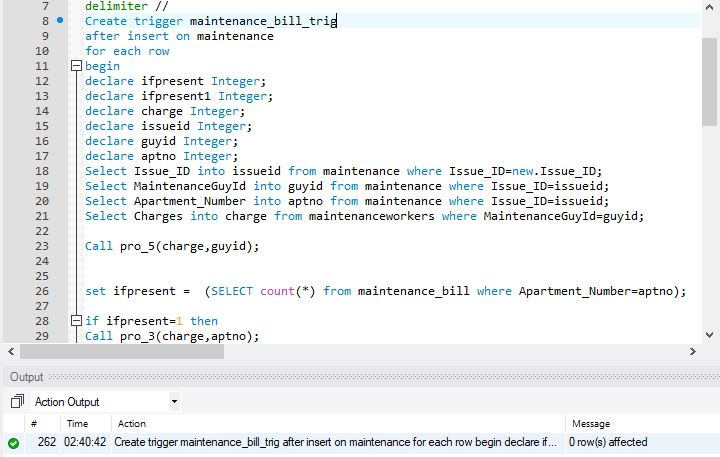 7 delimiter //
8 Create trigger maintenance_bill_trig
9 after insert on maintenance
10 for each row
11 begin
12 declare ifpresent Integer;
13 declare ifpresent1 Integer;
14 declare charge Integer;
15 declare issueid Integer;
16 declare guyid Integer;
17 declare aptno Integer;
18 Select Issue_ID into issueid from maintenance where Issue_ID=new.Issue_ID;
19 Select MaintenanceGuyId into guyid from maintenance where Issue_ID=issueid;
20 Select Apartment_Number into aptno from maintenance where Issue_ID=issueid;
21 Select Charges into charge from maintenanceworkers where MaintenanceGuyId=guyid;
22
23 Call pro_5(charge,guyid);
24
25
26 set ifpresent =  (SELECT count(*) from maintenance_bill where Apartment_Number=aptno);
27
28 if ifpresent=1 then
29 Call pro_3(charge,aptno);
Output
Action Output
# Time Action Message
262 02:40:42 Create trigger maintenance_bill_trig after insert on maintenance for each row begin declare if... 0 row(s) affected